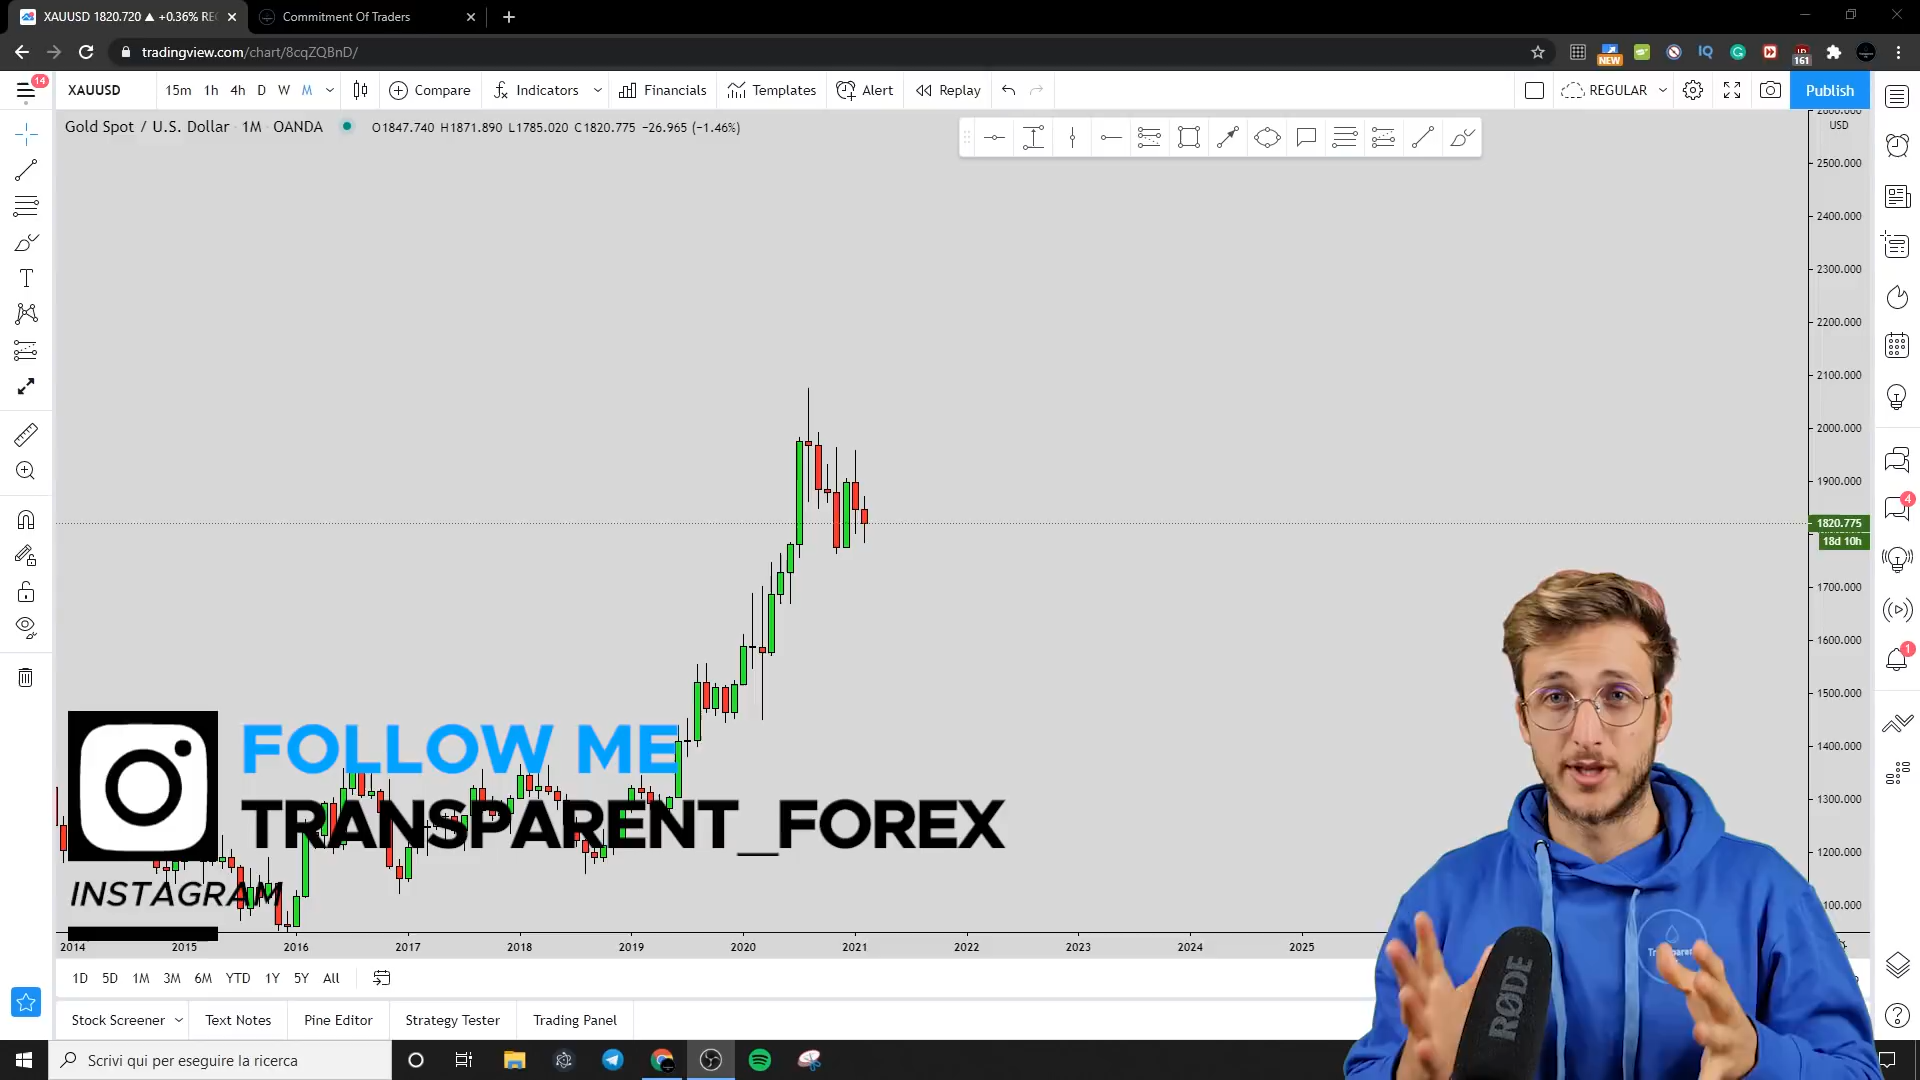 XAUUSD 1820.720 ▲ +0.36% RE
Commitment Of Traders
tradingview.com/chart/8cqZQBnD/
NEW
161
14
XAUUSD
15m 1h 4h D W M
Compare
Indicators
Financials
Templates
Alert
Replay
REGULAR
Publish
Gold Spot / U.S. Dollar 1M OANDA
O1847.740 H1871.890 L1785.020 C1820.775 −26.965 (−1.46%)
USD
2500.000
2400.000
2300.000
2200.000
2100.000
2000.000
1900.000
1820.775
18d 10h
1700.000
1600.000
1500.000
1400.000
1300.000
1200.000
4
1
FOLLOW ME
TRANSPARENT_FOREX
INSTAGRAM
2014 2015 2016 2017 2018 2019 2020 2021 2022 2023 2024 2025
1D 5D 1M 3M 6M YTD 1Y 5Y All
Stock Screener
Text Notes
Pine Editor
Strategy Tester
Trading Panel
RØDE
Scrivi qui per eseguire la ricerca